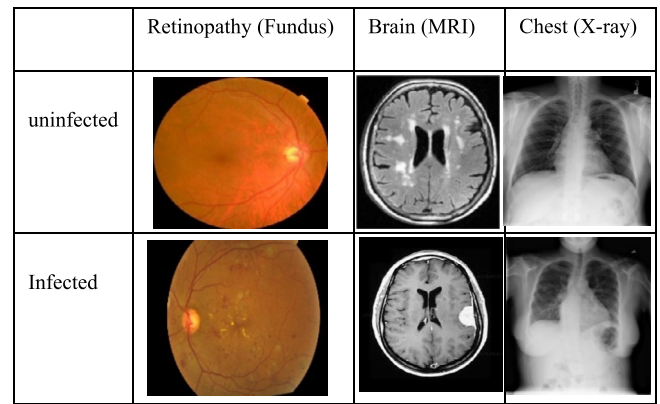 Retinopathy (Fundus) Brain (MRI) Chest (X-ray)
uninfected
Infected